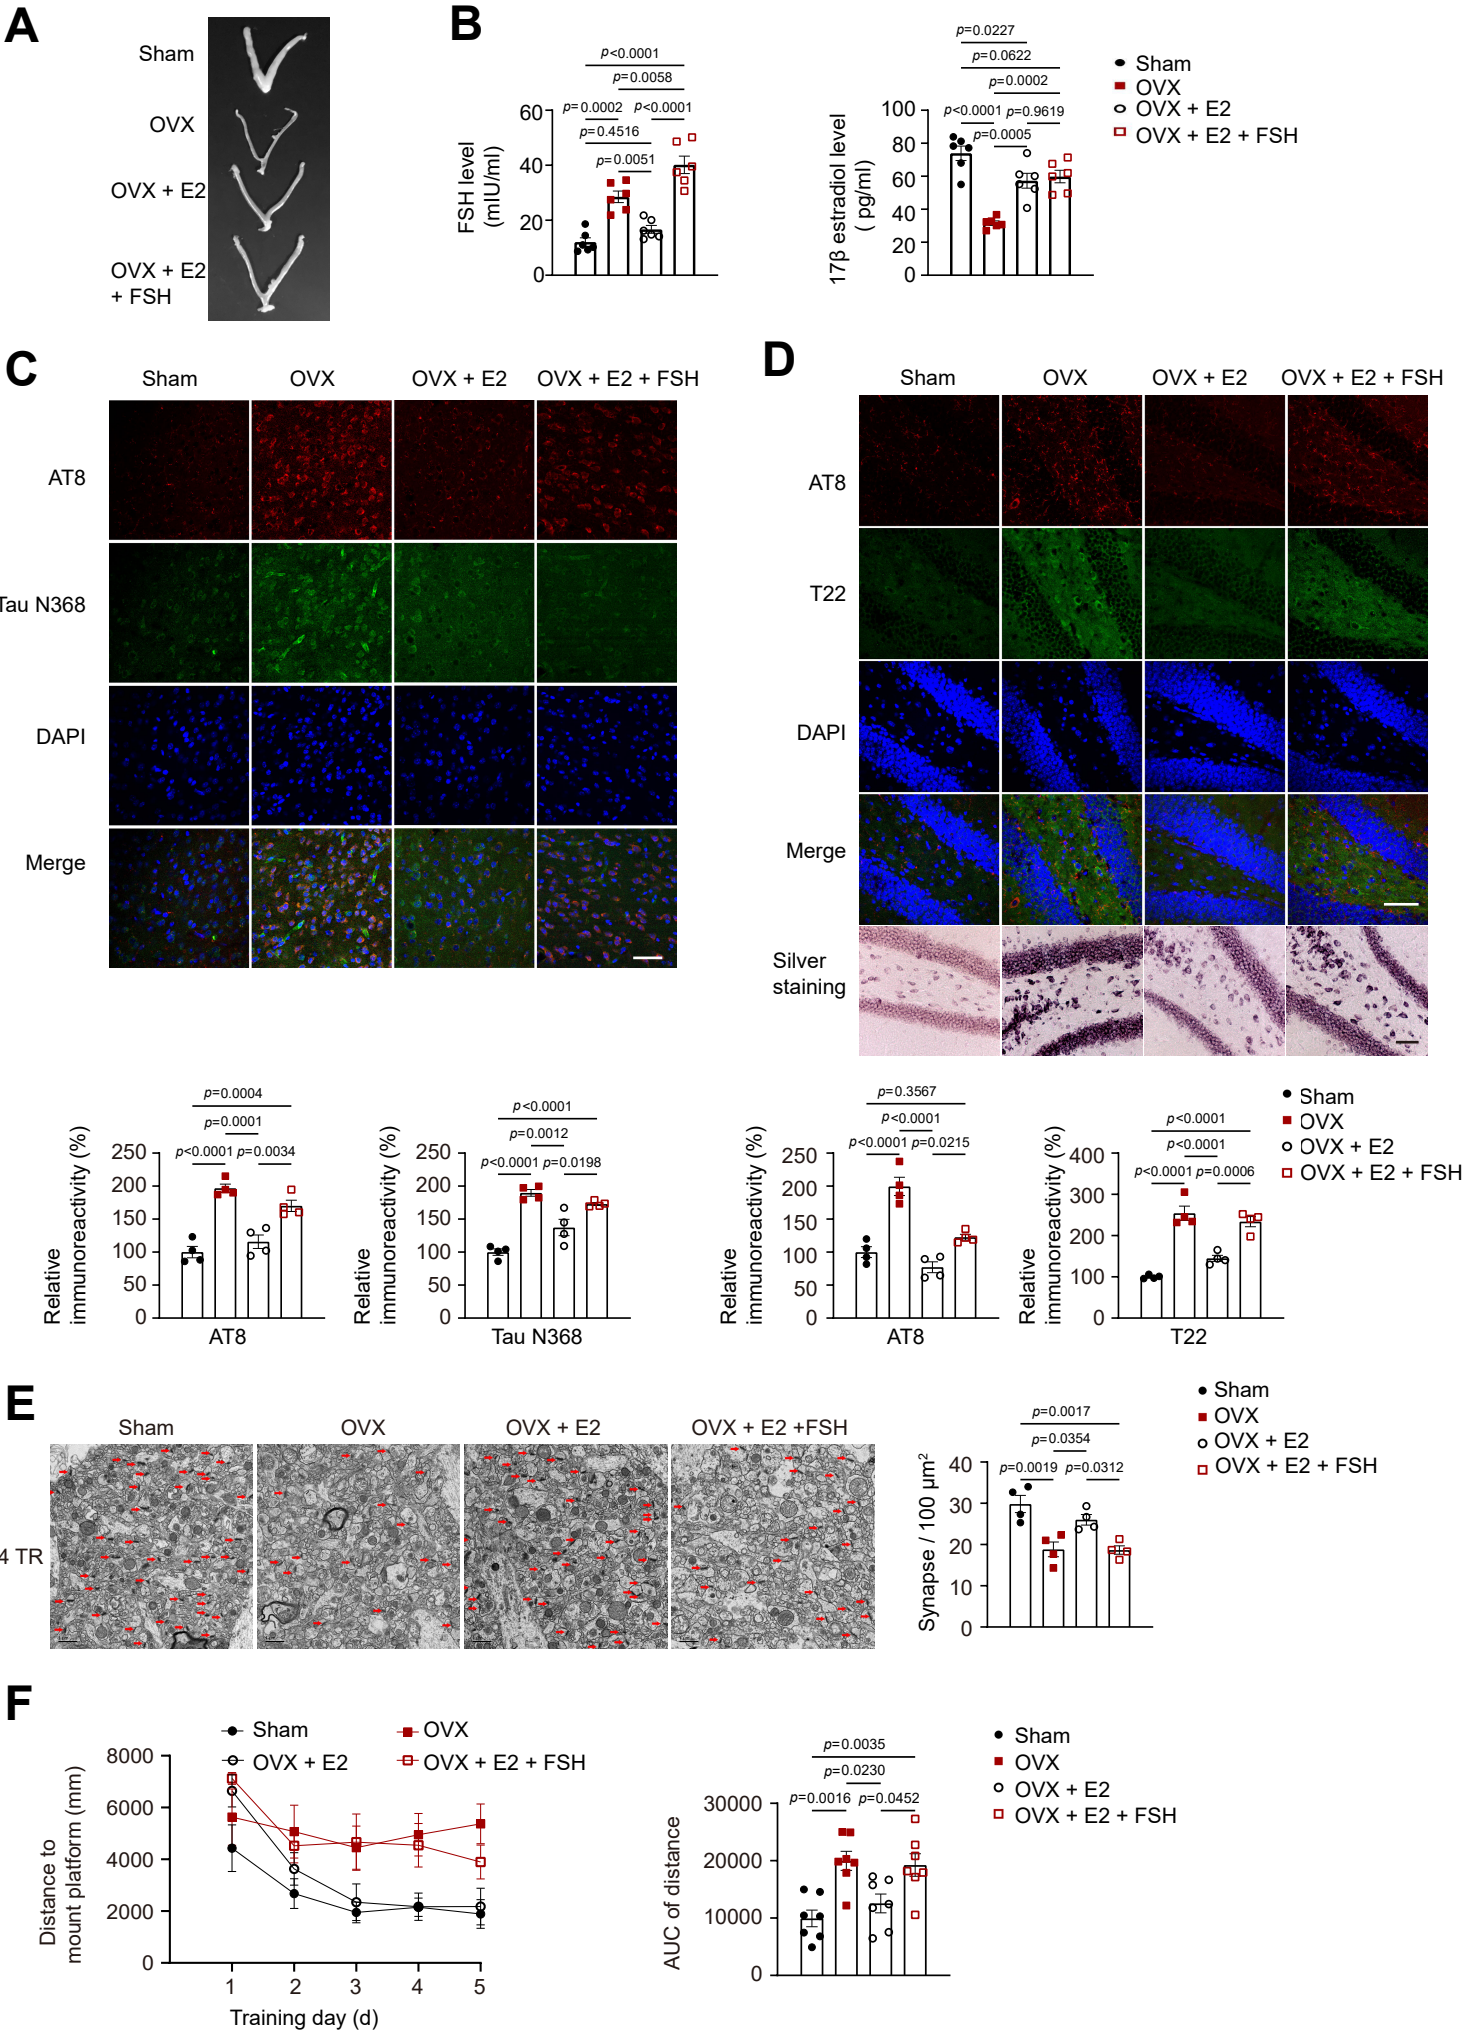 A
Sham
OVX
OVX + E2
OVX + E2
+ FSH
B
FSH level
(mIU/ml)
60
40
20
0
p<0.0001
p=0.0058
p=0.0002
p<0.0001
p=0.4516
p=0.0051
17β estradiol level
( pg/ml)
100
80
60
40
20
0
p=0.0227
p=0.0622
p=0.0002
p<0.0001
p=0.9619
p=0.0005
Sham
OVX
OVX + E2
OVX + E2 + FSH
C
Sham
OVX
OVX + E2
OVX + E2 + FSH
AT8
Tau N368
DAPI
Merge
Relative
immunoreactivity (%)
250
200
150
100
50
0
p=0.0004
p=0.0001
p<0.0001
p=0.0034
AT8
Relative
immunoreactivity (%)
250
200
150
100
50
0
p<0.0001
p=0.0012
p<0.0001
p=0.0198
Tau N368
D
Sham
OVX
OVX + E2
OVX + E2 + FSH
AT8
T22
DAPI
Merge
Silver
staining
Relative
immunoreactivity (%)
250
200
150
100
50
0
p=0.3567
p<0.0001
p<0.0001
p=0.0215
AT8
Relative
immunoreactivity (%)
400
300
200
100
0
p<0.0001
p<0.0001
p<0.0001
p=0.0006
T22
Sham
OVX
OVX + E2
OVX + E2 + FSH
E
Sham
OVX
OVX + E2
OVX + E2 +FSH
4 TR
Synapse / 100 µm²
40
30
20
10
0
p=0.0017
p=0.0354
p=0.0019
p=0.0312
Sham
OVX
OVX + E2
OVX + E2 + FSH
F
Sham
OVX
OVX + E2
OVX + E2 + FSH
Distance to
mount platform (mm)
8000
6000
4000
2000
0
1 2 3 4 5
Training day (d)
AUC of distance
30000
20000
10000
0
p=0.0035
p=0.0230
p=0.0016
p=0.0452
Sham
OVX
OVX + E2
OVX + E2 + FSH